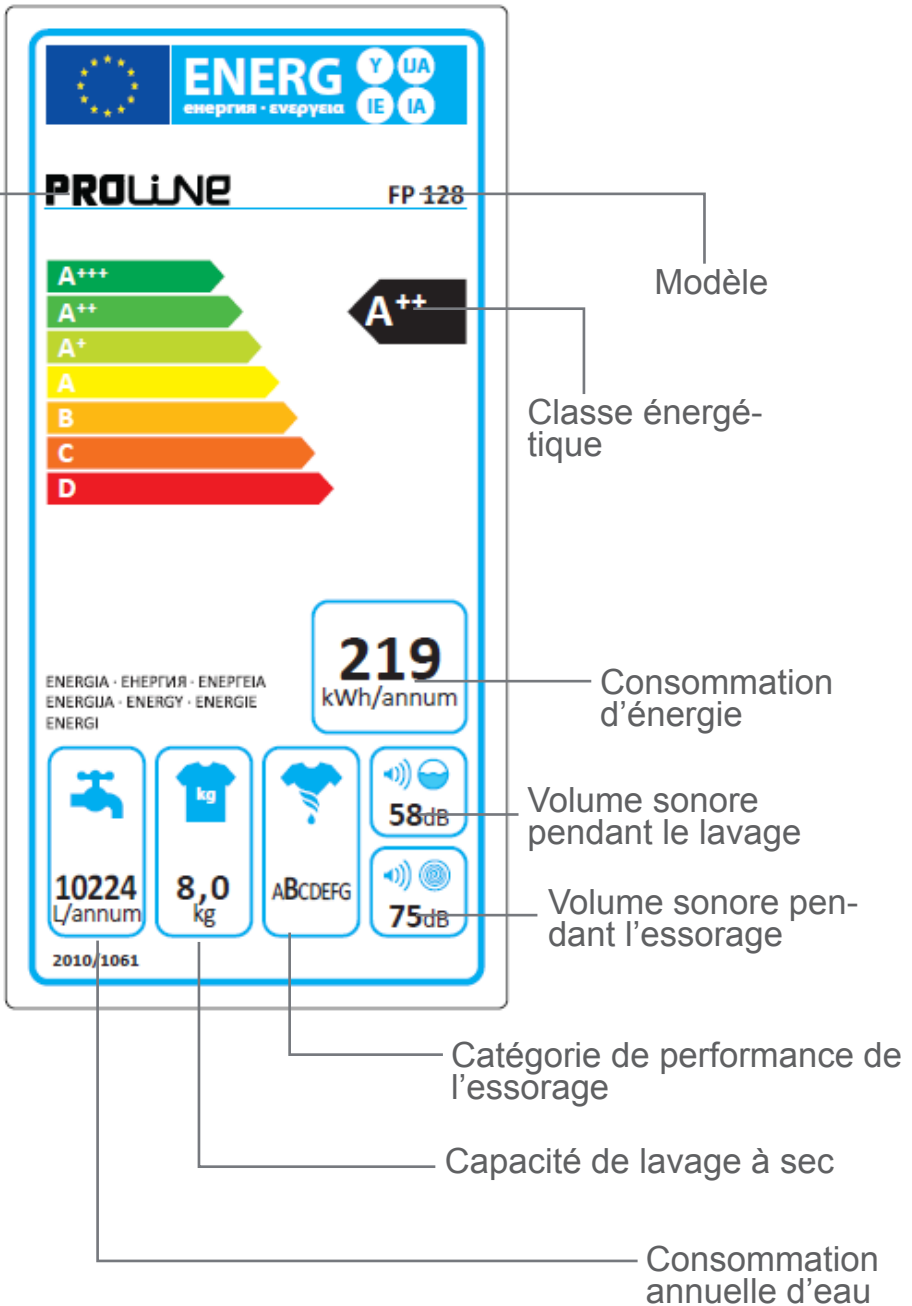 ENERG Y IJA
енергия · ενεργεια IE IA
PROLiNe FP 128
Modèle
A+++
A++ A++
A+
A
B
C
D
Classe énergé-
tique
219
kWh/annum
Consommation
d’énergie
ENERGIA · ЕНЕРГИЯ · ΕΝΕΡΓΕΙΑ
ENERGIJA · ENERGY · ENERGIE
ENERGI
kg
58dB
Volume sonore
pendant le lavage
10224
L/annum
8,0
kg
ABCDEFG
75dB
Volume sonore pen-
dant l’essorage
2010/1061
Catégorie de performance de
l’essorage
Capacité de lavage à sec
Consommation
annuelle d’eau